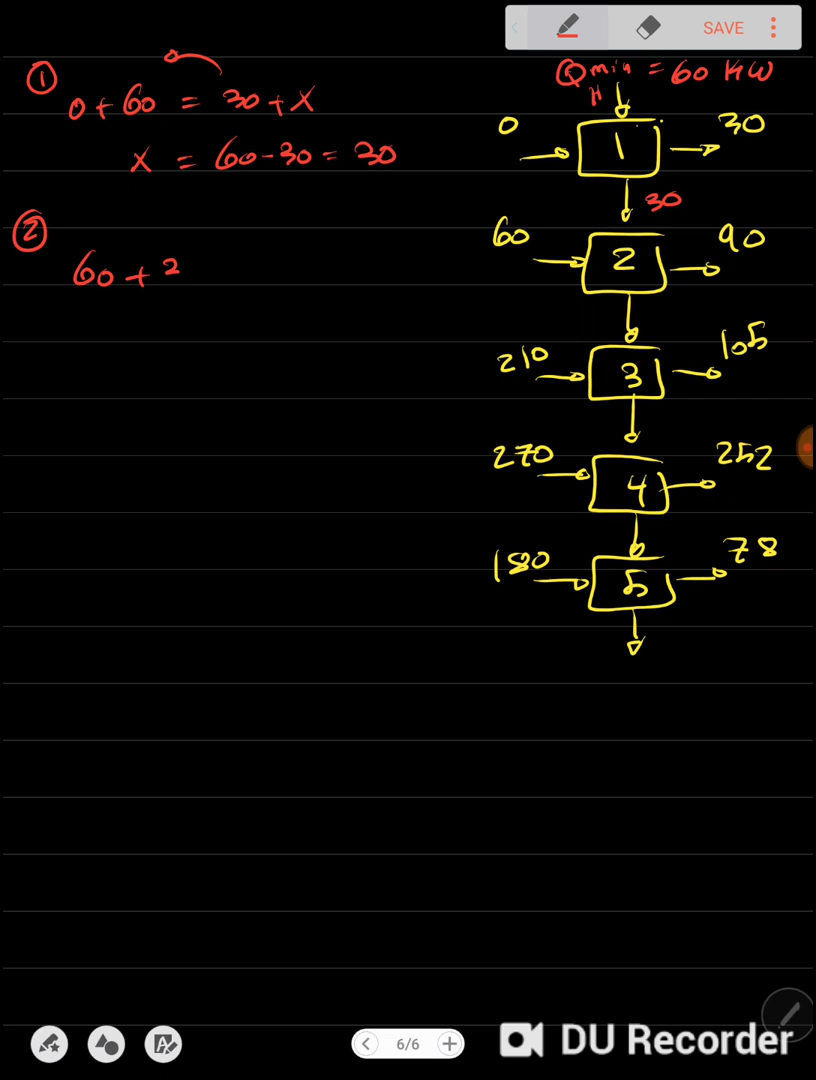 SAVE
① 0 + 60 = 30 + x
x = 60 - 30 = 30
② 60 + 2
Q min H = 60 KW
0 1 30
30
60 2 90
210 3 105
270 4 252
180 5 78
A
6/6
DU Recorder